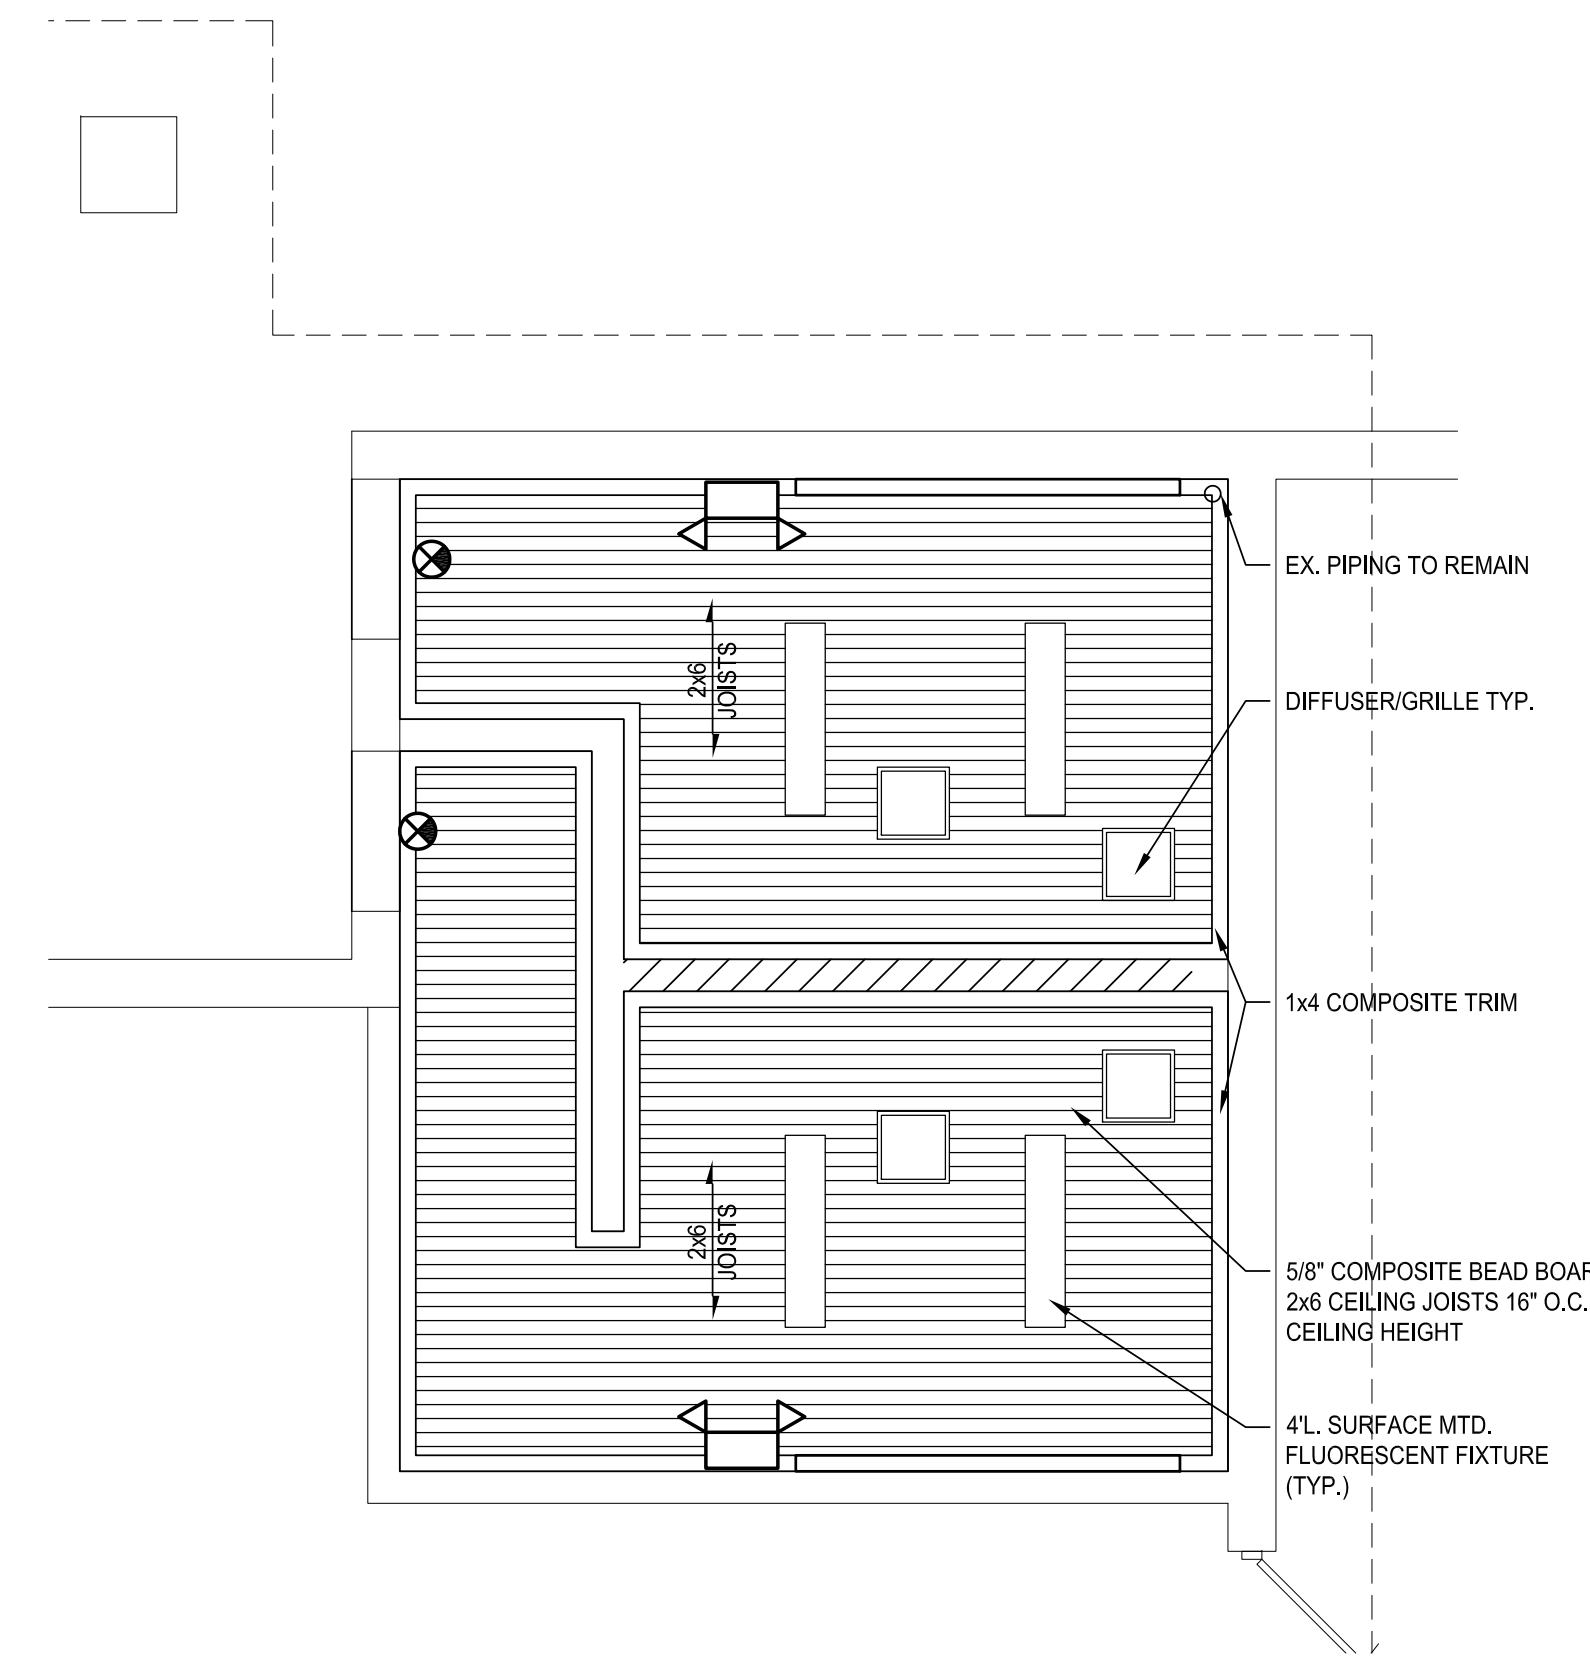 EX. PIPING TO REMAIN
2x6
JOISTS
DIFFUSER/GRILLE TYP.
1x4 COMPOSITE TRIM
2x6
JOISTS
5/8" COMPOSITE BEAD BOAR
2x6 CEILING JOISTS 16" O.C.
CEILING HEIGHT
4'L. SURFACE MTD.
FLUORESCENT FIXTURE
(TYP.)